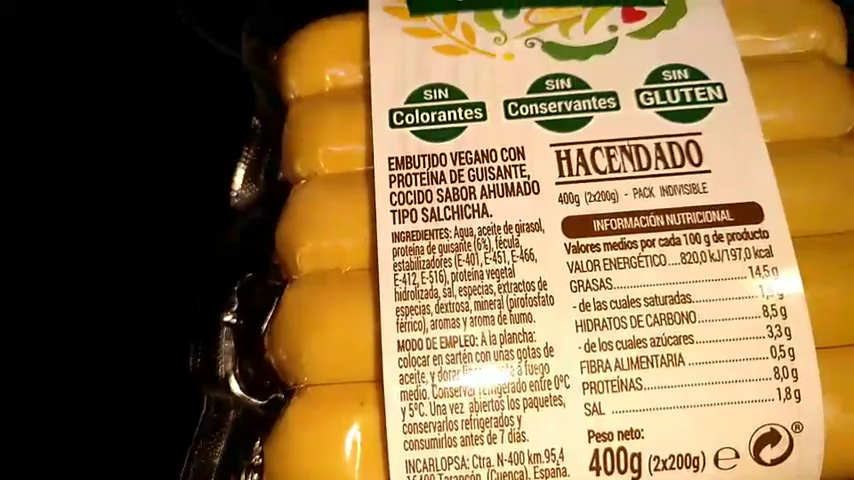 SIN
Colorantes
SIN
Conservantes
SIN
GLUTEN
EMBUTIDO VEGANO CON
PROTEÍNA DE GUISANTE,
COCIDO SABOR AHUMADO
TIPO SALCHICHA.
INGREDIENTES: Agua, aceite de girasol,
proteína de guisante (6%), fécula,
estabilizadores (E-401, E-451, E-466,
E-412, E-516), proteína vegetal
hidrolizada, sal, especias, extractos de
especias, dextrosa, mineral (pirofosfato
férrico), aromas y aroma de humo.
MODO DE EMPLEO: A la plancha:
colocar en sartén con unas gotas de
aceite, y dorar a fuego
medio. Conservar refrigerado entre 0ºC
y 5ºC. Una vez abiertos los paquetes,
conservarlos refrigerados y
consumirlos antes de 7 días.
INCARLOPSA: Ctra. N-400 km. 95,4
16400 Tarancón. (Cuenca). España.
HACENDADO
400g (2x200g) - PACK INDIVISIBLE
INFORMACIÓN NUTRICIONAL
Valores medios por cada 100 g de producto
VALOR ENERGÉTICO....820,0 kJ/197,0 kcal
GRASAS....14,5 g
- de las cuales saturadas....
HIDRATOS DE CARBONO....8,5 g
- de los cuales azúcares....3,3 g
FIBRA ALIMENTARIA....0,5 g
PROTEÍNAS....8,0 g
SAL....1,8 g
Peso neto:
400g (2x200g) e ®